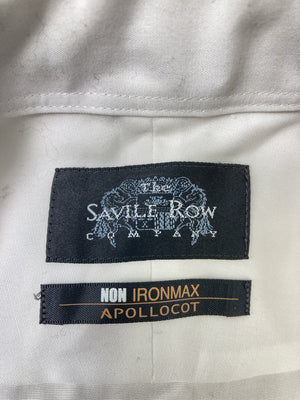 The
SAVILE ROW
COMPANY
NON IRONMAX
APOLLOCOT